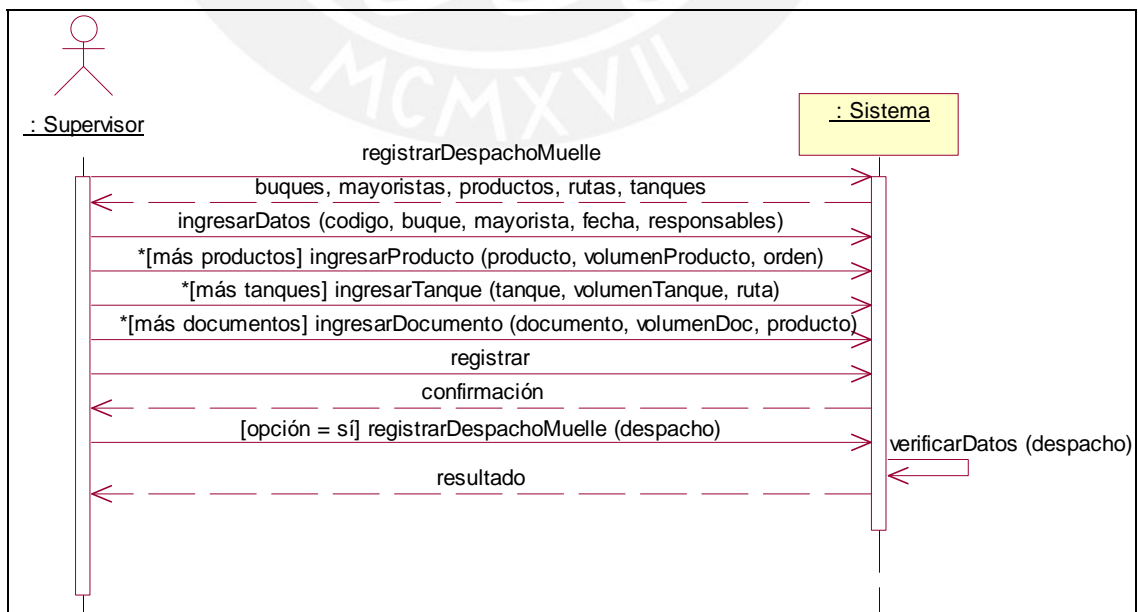 MCMXVII
: Supervisor
: Sistema
registrarDespachoMuelle
buques, mayoristas, productos, rutas, tanques
ingresarDatos (codigo, buque, mayorista, fecha, responsables)
*[más productos] ingresarProducto (producto, volumenProducto, orden)
*[más tanques] ingresarTanque (tanque, volumenTanque, ruta)
*[más documentos] ingresarDocumento (documento, volumenDoc, producto)
registrar
confirmación
[opción = sí] registrarDespachoMuelle (despacho)
verificarDatos (despacho)
resultado